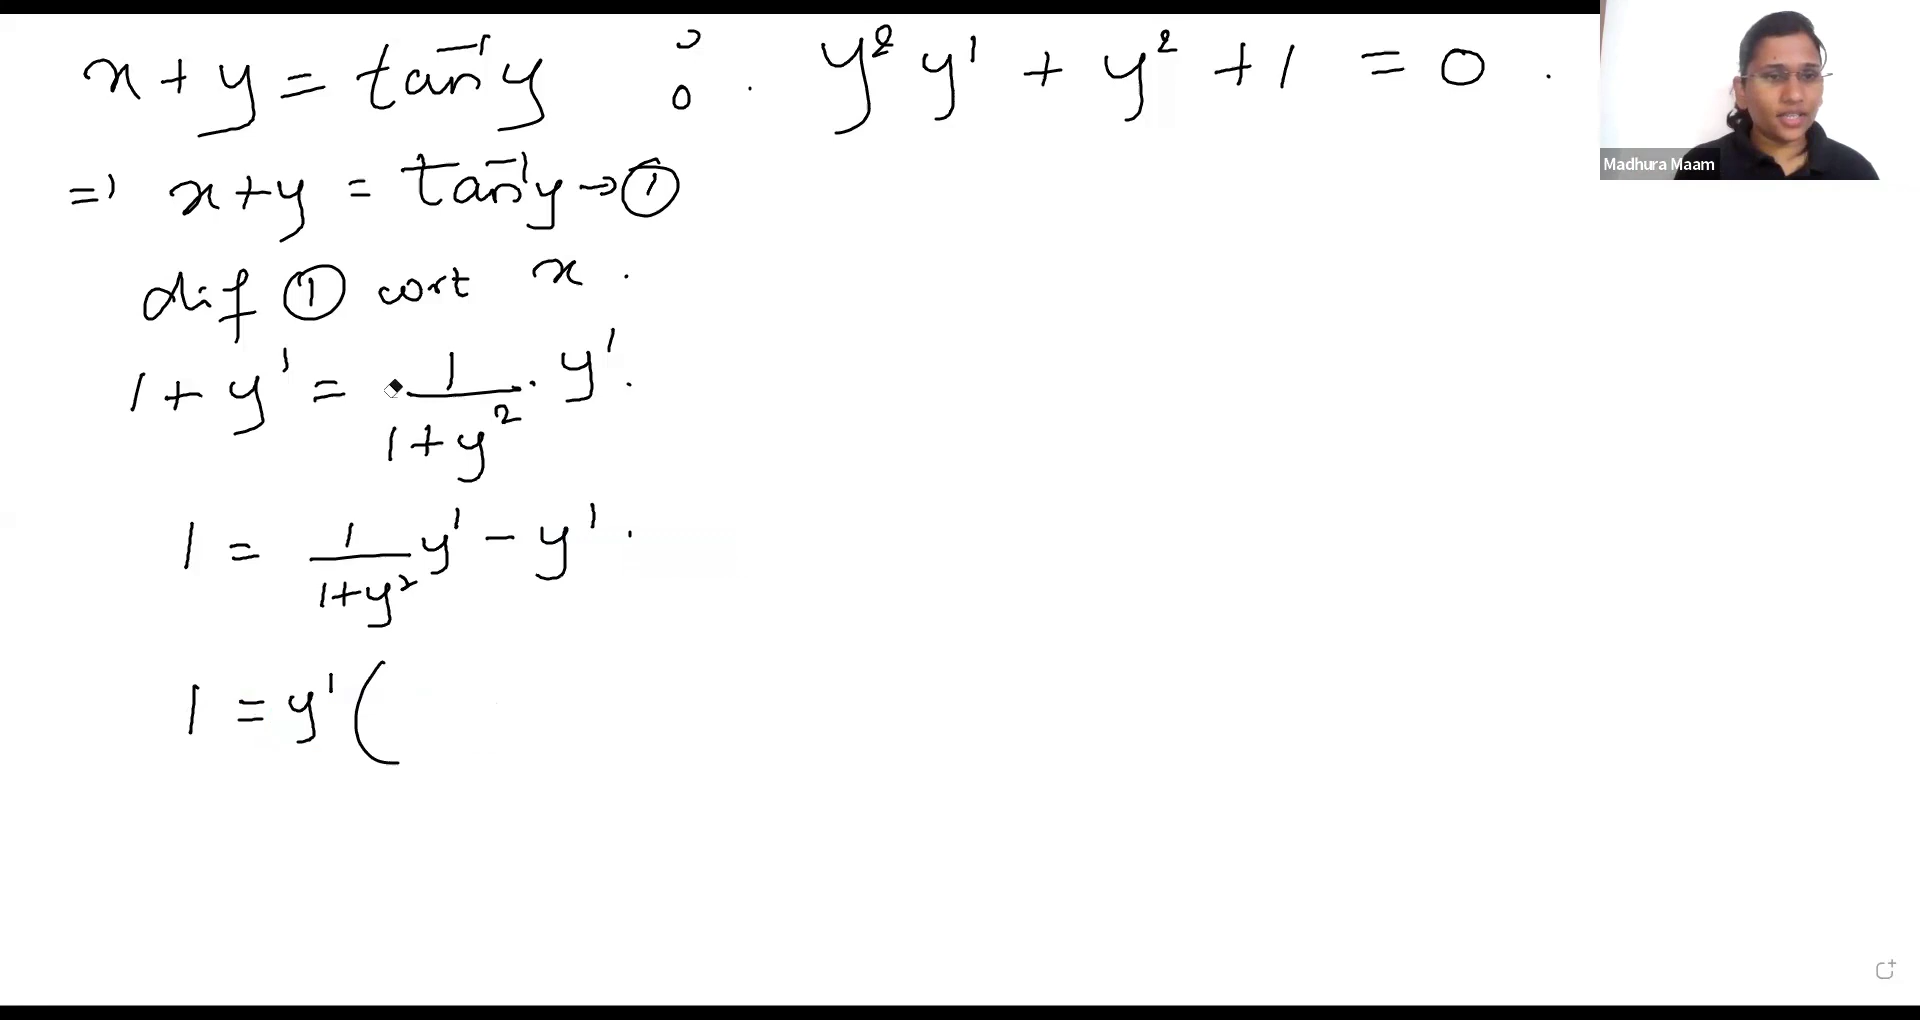 x + y = tan⁻¹y : y² y' + y² + 1 = 0 .
Madhura Maam
⇒ x + y = tan⁻¹y → ①
dif ① wrt x .
1 + y' = 1/(1+y²) . y' .
1 = 1/(1+y²) y' - y' .
1 = y' (